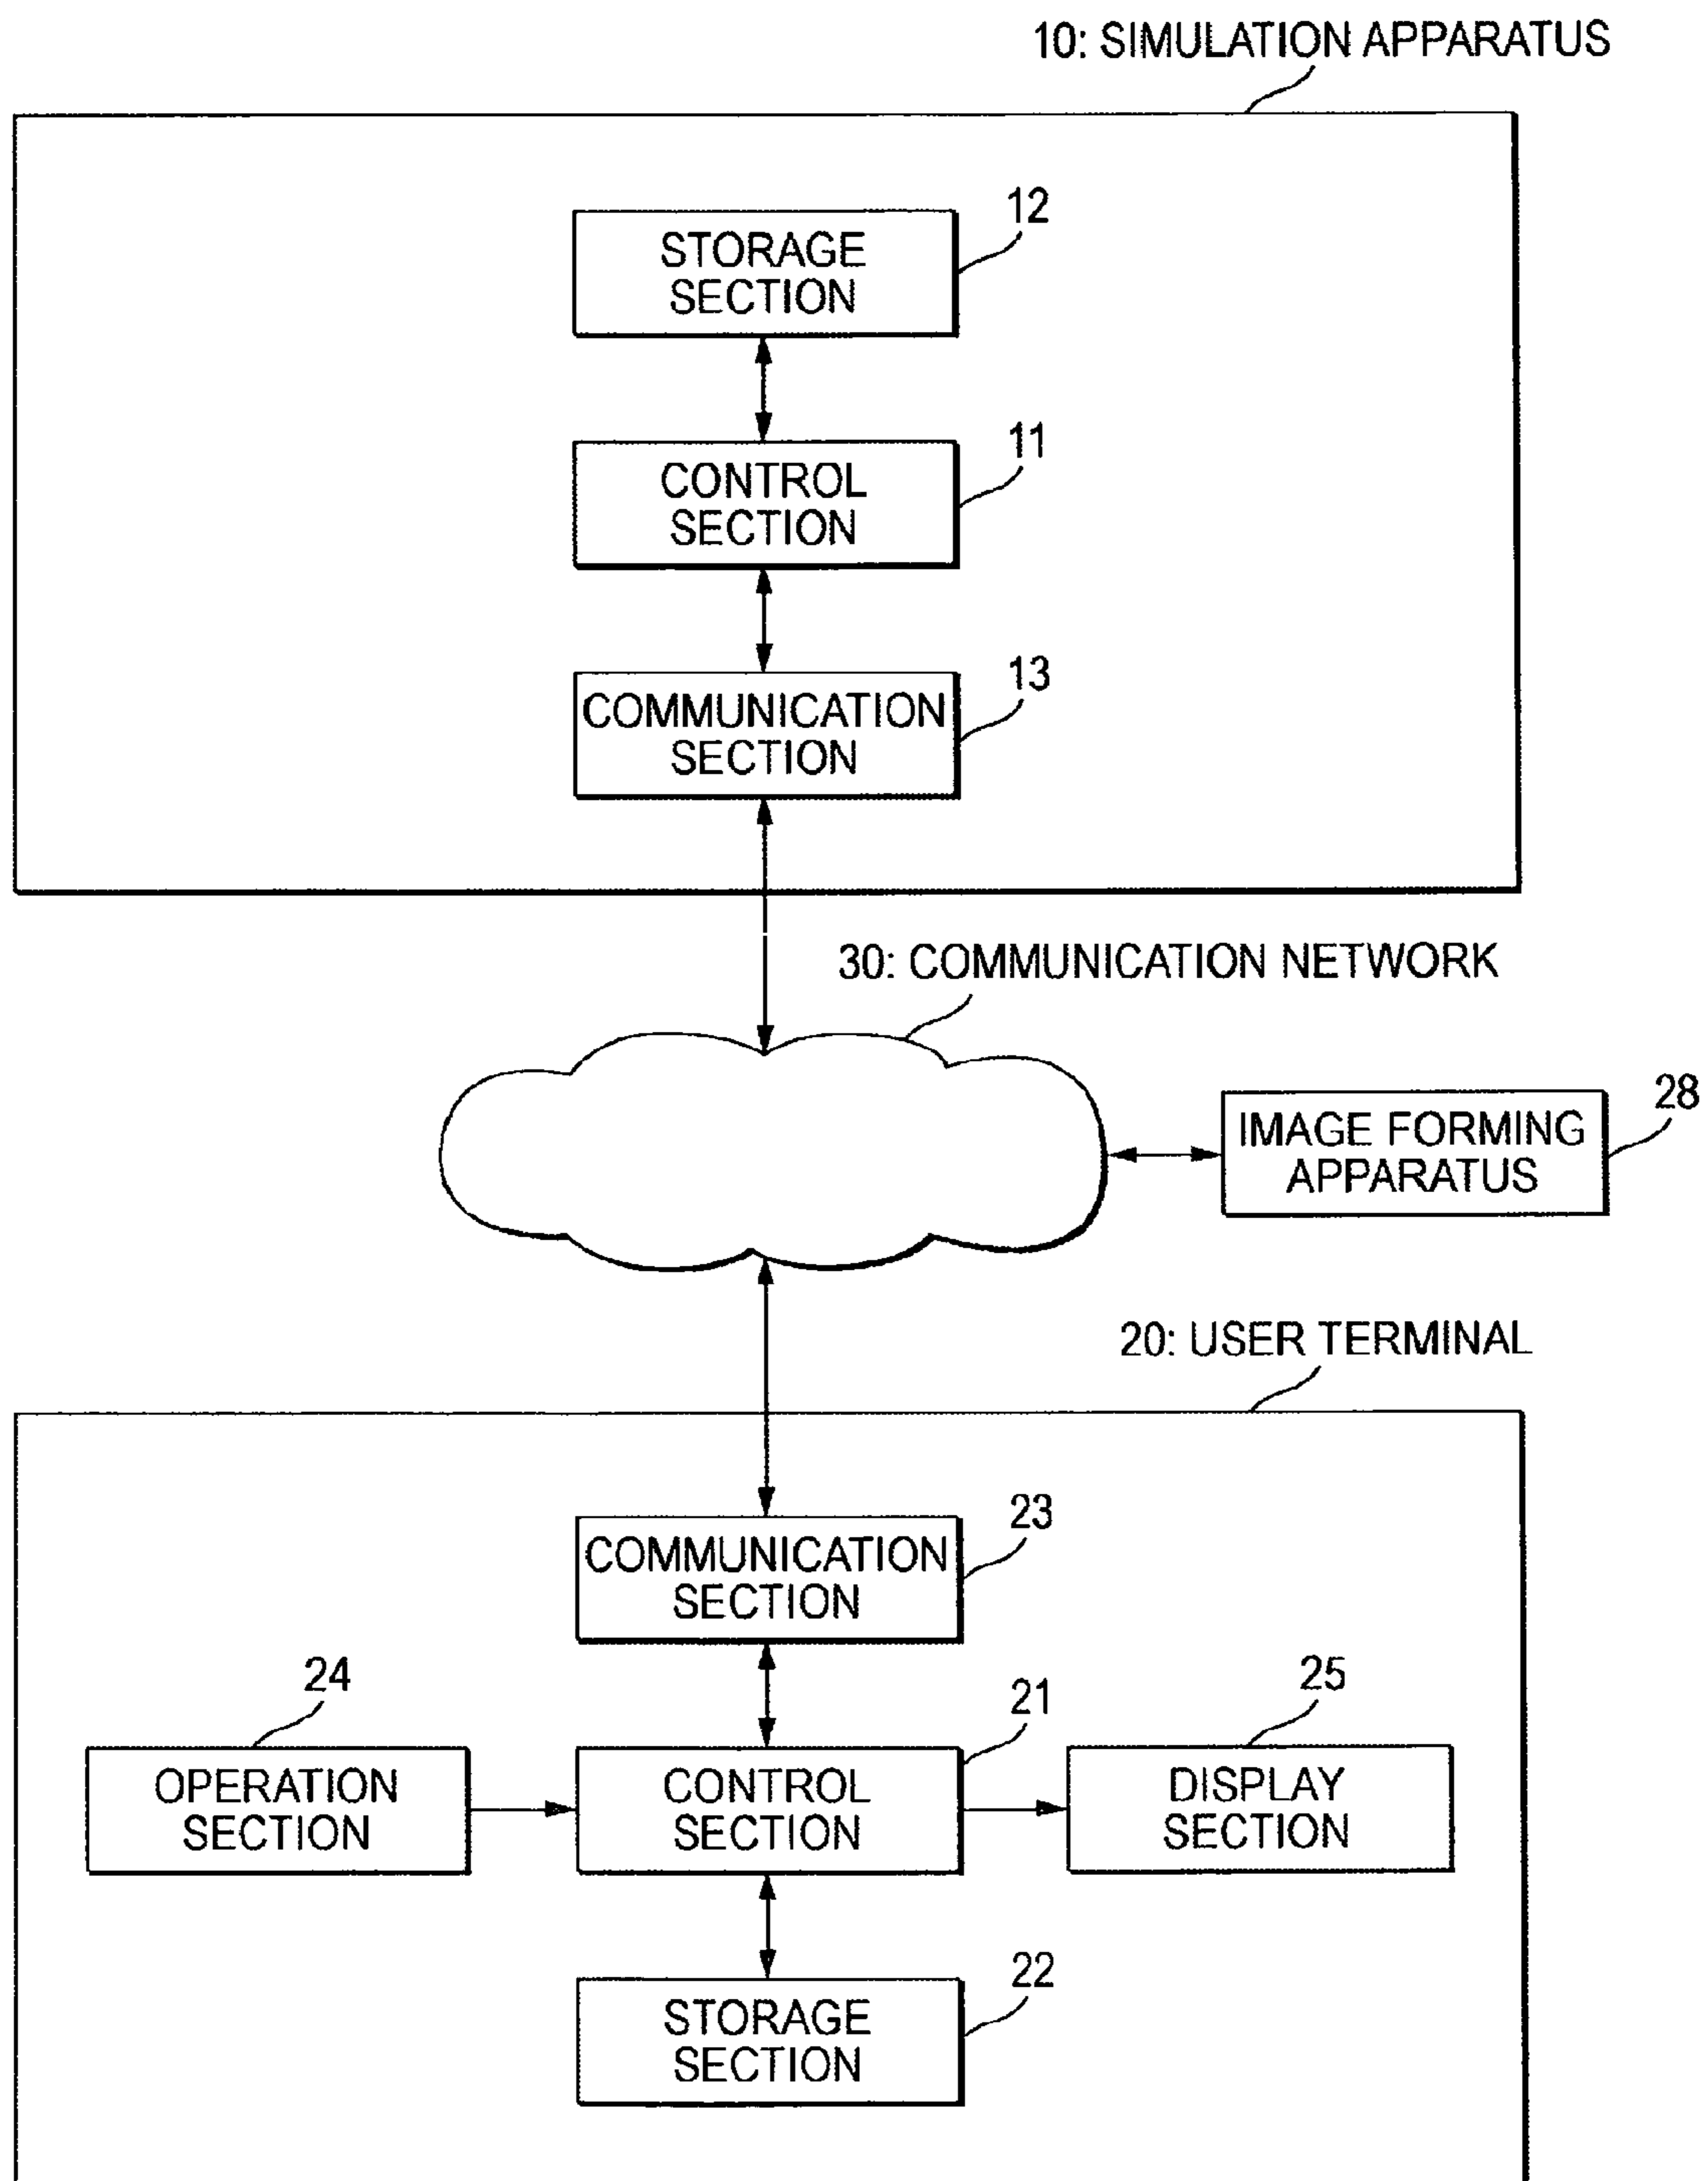 10: SIMULATION APPARATUS
12
STORAGE
SECTION
11
CONTROL
SECTION
13
COMMUNICATION
SECTION
30: COMMUNICATION NETWORK
28
IMAGE FORMING
APPARATUS
20: USER TERMINAL
23
COMMUNICATION
SECTION
24
OPERATION
SECTION
21
CONTROL
SECTION
25
DISPLAY
SECTION
22
STORAGE
SECTION